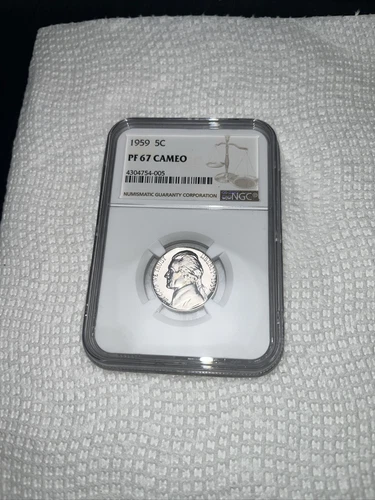 1959 5C
PF 67 CAMEO
4304754-005
NUMISMATIC GUARANTY CORPORATION
NGC